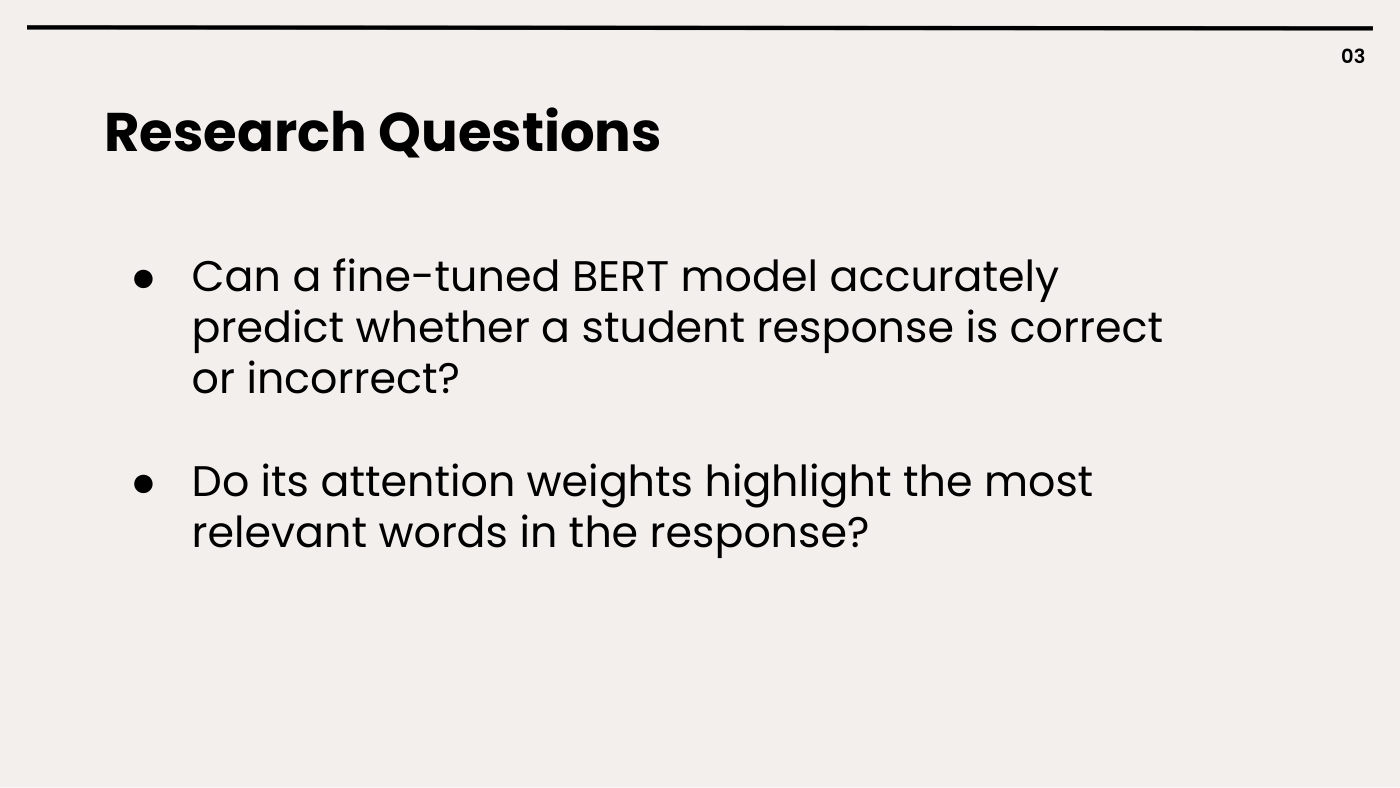 03
Research Questions
● Can a fine-tuned BERT model accurately
predict whether a student response is correct
or incorrect?
● Do its attention weights highlight the most
relevant words in the response?